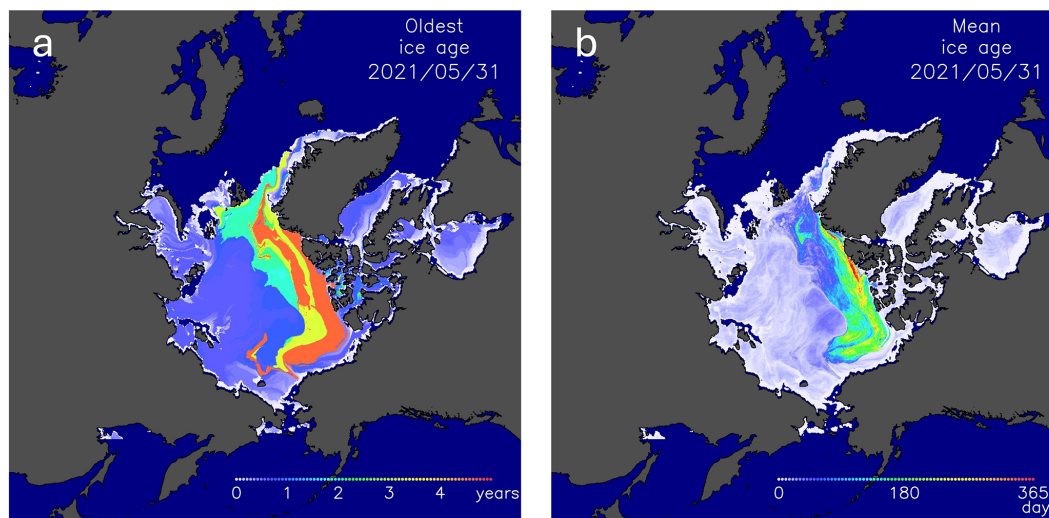 a
Oldest
ice age
2021/05/31
0 1 2 3 4 years
b
Mean
ice age
2021/05/31
0 180 365
day